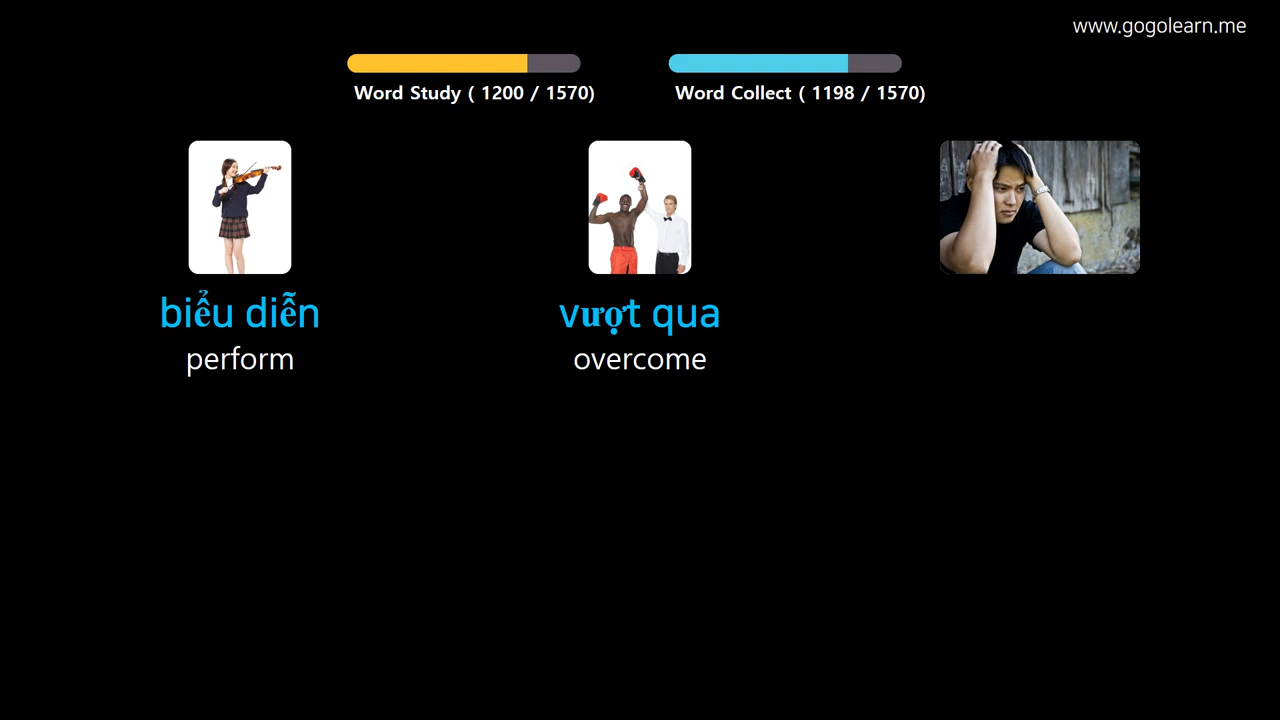 www.gogolearn.me
Word Study ( 1200 / 1570)
Word Collect ( 1198 / 1570)
biểu diễn
perform
vượt qua
overcome